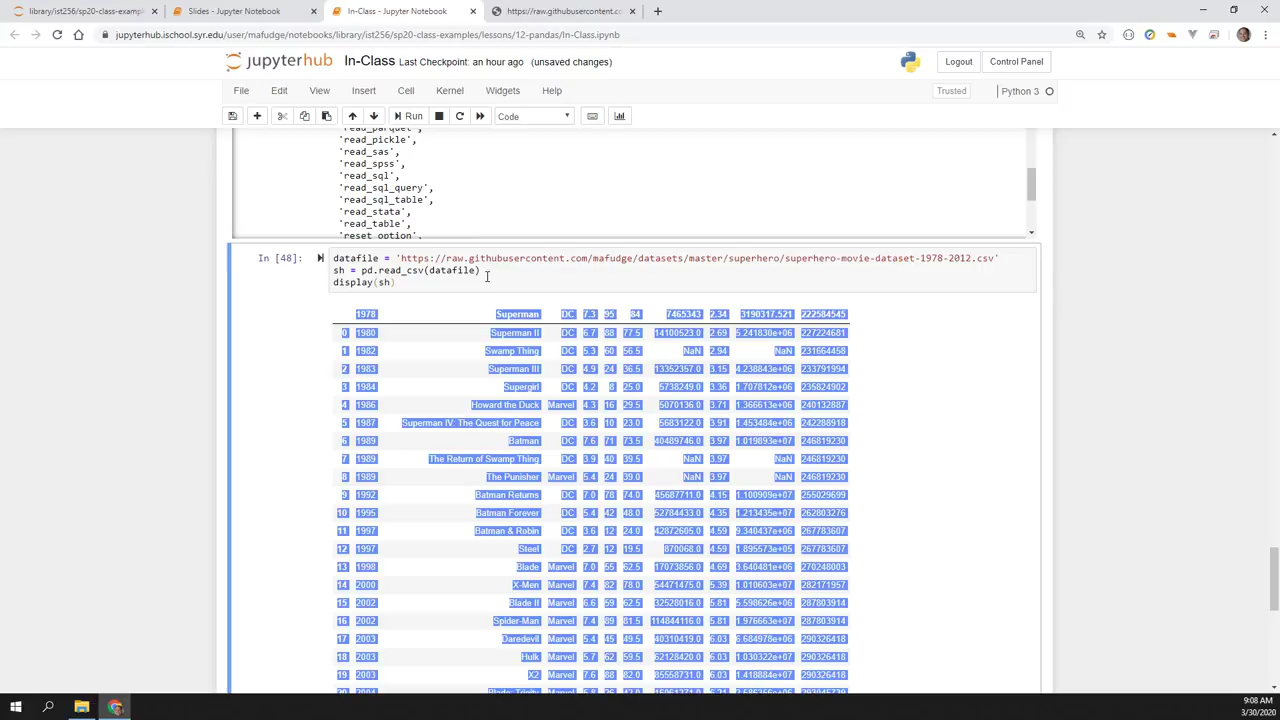 library/ist256/sp20-class-exampl
Slides - Jupyter Notebook
In-Class - Jupyter Notebook
https://raw.githubusercontent.co
jupyterhub.ischool.syr.edu/user/mafudge/notebooks/library/ist256/sp20-class-examples/lessons/12-pandas/In-Class.ipynb
jupyterhub In-Class Last Checkpoint: an hour ago (unsaved changes) Logout Control Panel
File Edit View Insert Cell Kernel Widgets Help Trusted Python 3
Run Code
'read_parquet',
'read_pickle',
'read_sas',
'read_spss',
'read_sql',
'read_sql_query',
'read_sql_table',
'read_stata',
'read_table',
'reset_option',
In [48]: datafile = 'https://raw.githubusercontent.com/mafudge/datasets/master/superhero/superhero-movie-dataset-1978-2012.csv'
sh = pd.read_csv(datafile)
display(sh)
1978 Superman DC 7.3 95 84 7465343 2.34 3190317.521 222584545
0 1980 Superman II DC 6.7 88 77.5 14100523.0 2.69 5.241830e+06 227224681
1 1982 Swamp Thing DC 5.3 60 56.5 NaN 2.94 NaN 231664458
2 1983 Superman III DC 4.9 24 36.5 13352357.0 3.15 4.238843e+06 233791994
3 1984 Supergirl DC 4.2 8 25.0 5738249.0 3.36 1.707812e+06 235824902
4 1986 Howard the Duck Marvel 4.3 16 29.5 5070136.0 3.71 1.366613e+06 240132887
5 1987 Superman IV: The Quest for Peace DC 3.6 10 23.0 5683122.0 3.91 1.453484e+06 242288918
6 1989 Batman DC 7.6 71 73.5 40489746.0 3.97 1.019893e+07 246819230
7 1989 The Return of Swamp Thing DC 3.9 40 39.5 NaN 3.97 NaN 246819230
8 1989 The Punisher Marvel 5.4 24 39.0 NaN 3.97 NaN 246819230
9 1992 Batman Returns DC 7.0 78 74.0 45687711.0 4.15 1.100909e+07 255029699
10 1995 Batman Forever DC 5.4 42 48.0 52784433.0 4.35 1.213435e+07 262803276
11 1997 Batman & Robin DC 3.6 12 24.0 42872605.0 4.59 9.340437e+06 267783607
12 1997 Steel DC 2.7 12 19.5 870068.0 4.59 1.895573e+05 267783607
13 1998 Blade Marvel 7.0 55 62.5 17073856.0 4.69 3.640481e+06 270248003
14 2000 X-Men Marvel 7.4 82 78.0 54471475.0 5.39 1.010603e+07 282171957
15 2002 Blade II Marvel 6.6 59 62.5 32528016.0 5.81 5.598626e+06 287803914
16 2002 Spider-Man Marvel 7.4 89 81.5 114844116.0 5.81 1.976663e+07 287803914
17 2003 Daredevil Marvel 5.4 45 49.5 40310419.0 6.03 6.684978e+06 290326418
18 2003 Hulk Marvel 5.7 62 59.5 62128420.0 6.03 1.030322e+07 290326418
19 2003 X2 Marvel 7.6 88 82.0 85558731.0 6.03 1.418884e+07 290326418
9:08 AM
3/30/2020